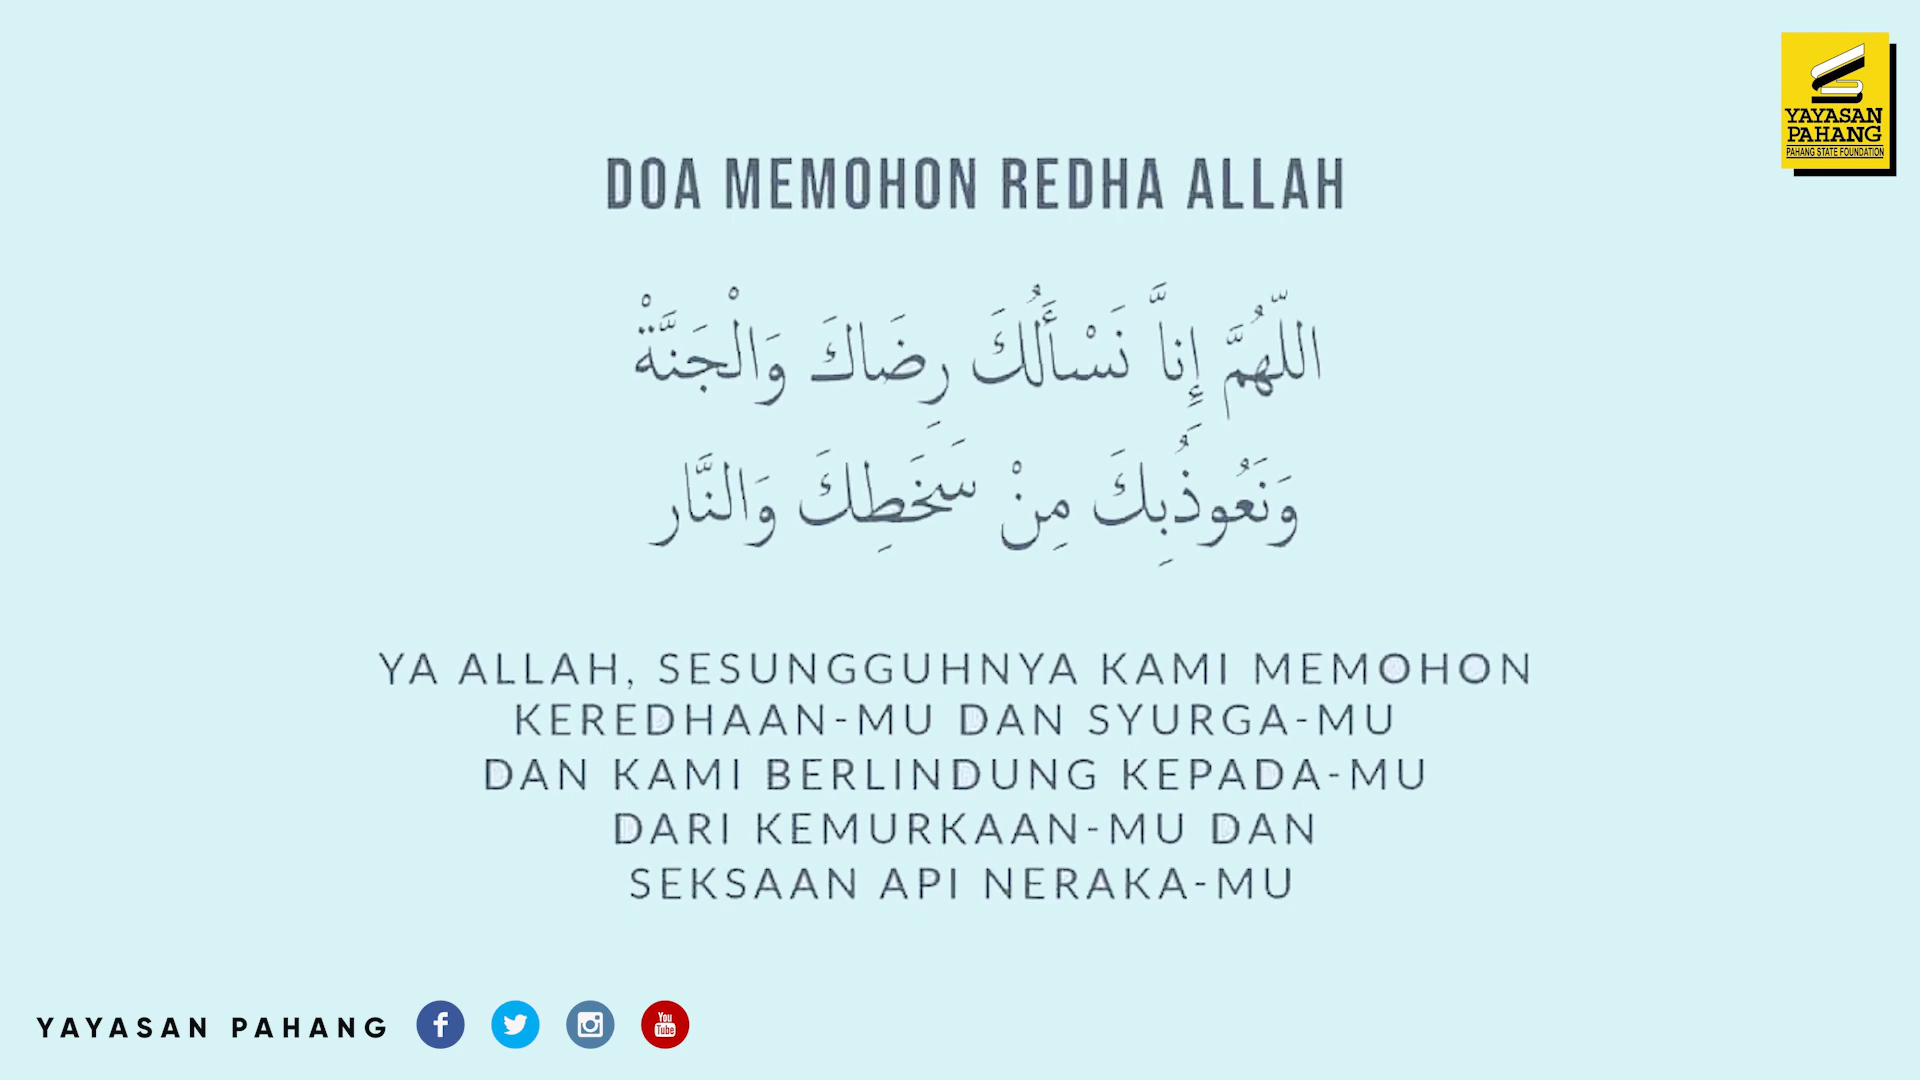 YAYASAN
PAHANG
PAHANG STATE FOUNDATION
DOA MEMOHON REDHA ALLAH
اللّٰهُمَّ إِناَّ نَسْأَلُكَ رِضَاكَ وَالْجَنَّةْ
وَنَعُوذُبِكَ مِنْ سَخَطِكَ وَالنَّار
YA ALLAH, SESUNGGUHNYA KAMI MEMOHON
KEREDHAAN-MU DAN SYURGA-MU
DAN KAMI BERLINDUNG KEPADA-MU
DARI KEMURKAAN-MU DAN
SEKSAAN API NERAKA-MU
YAYASAN PAHANG
You
Tube